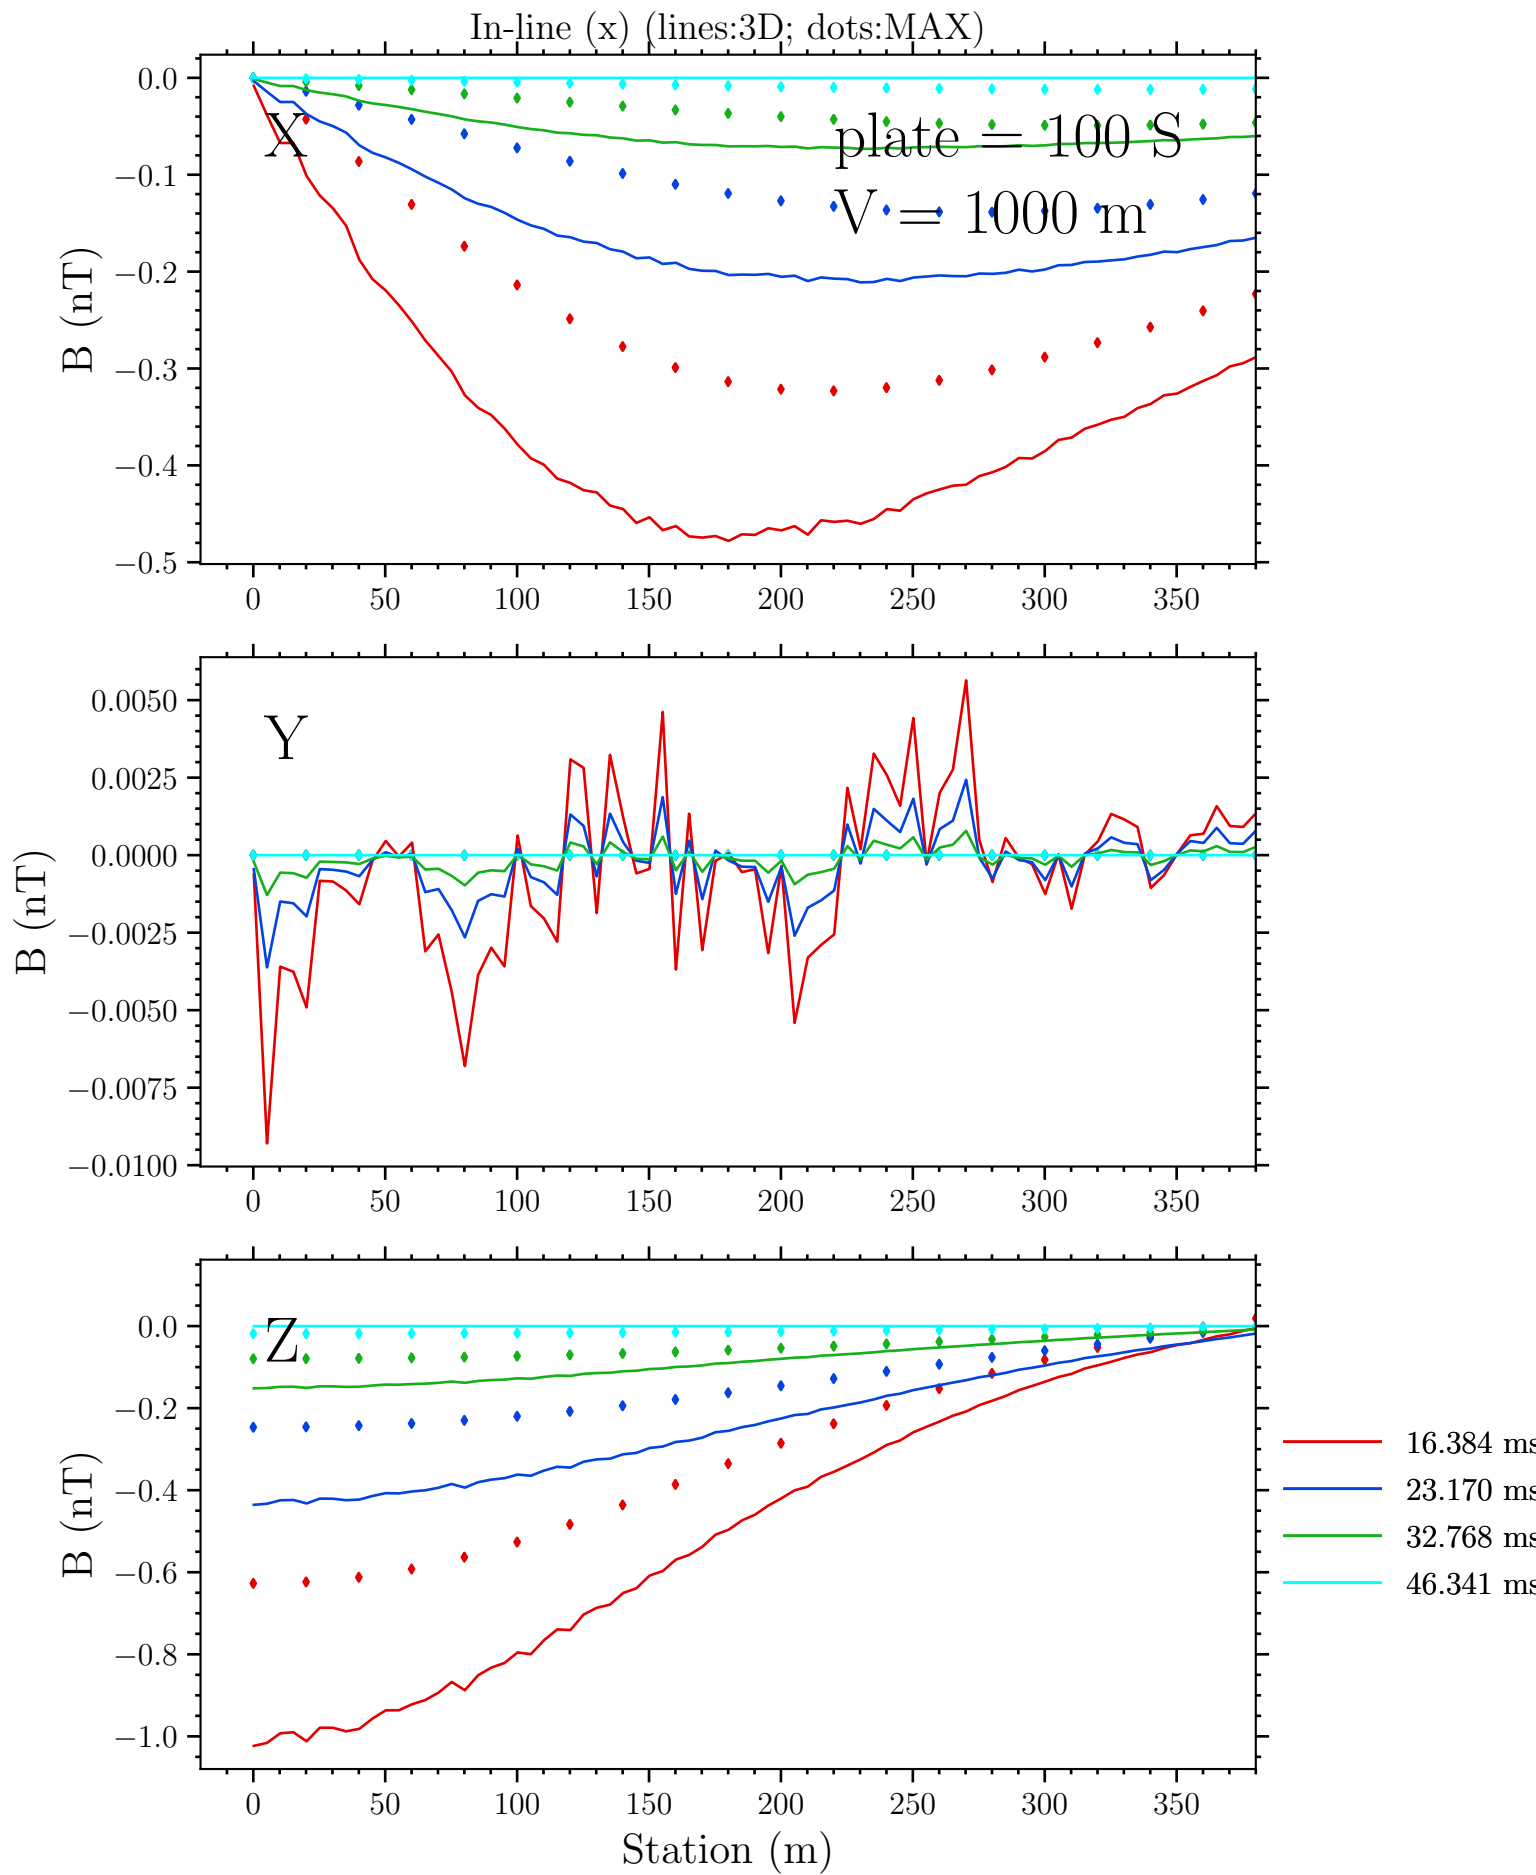 In-line (x) (lines:3D; dots:MAX)
0.0
−0.1
−0.2
−0.3
−0.4
−0.5
B (nT)
X
plate = 100 S
V = 1000 m
0 50 100 150 200 250 300 350
0.0050
0.0025
0.0000
−0.0025
−0.0050
−0.0075
−0.0100
B (nT)
Y
0 50 100 150 200 250 300 350
0.0
−0.2
−0.4
−0.6
−0.8
−1.0
B (nT)
Z
0 50 100 150 200 250 300 350
Station (m)
16.384 ms
23.170 ms
32.768 ms
46.341 ms